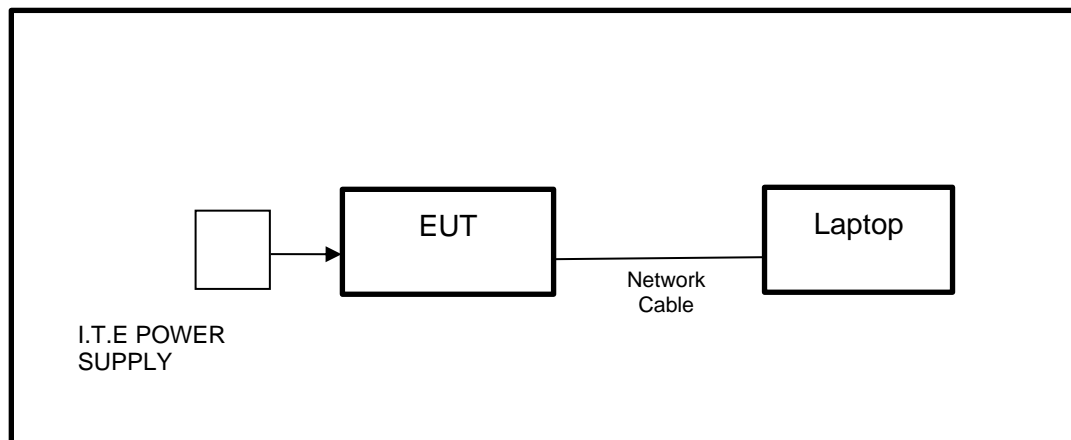 EUT
Laptop
Network
Cable
I.T.E POWER
SUPPLY